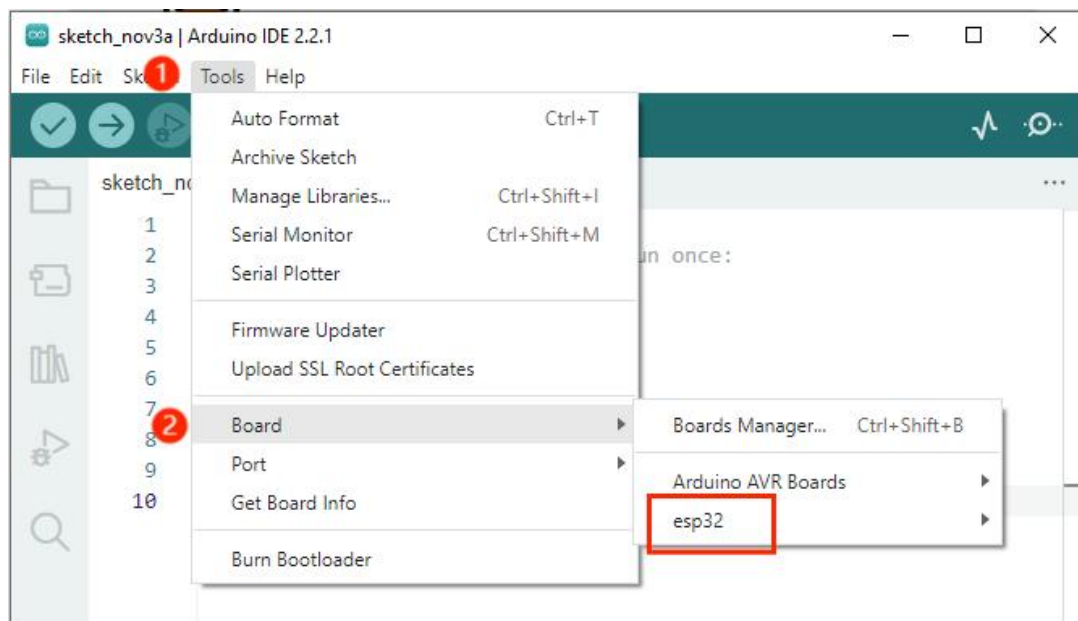 sketch_nov3a | Arduino IDE 2.2.1
File Edit Sk 1 Tools Help
Auto Format Ctrl+T
Archive Sketch
sketch_no
Manage Libraries... Ctrl+Shift+I
1
Serial Monitor Ctrl+Shift+M
2 un once:
Serial Plotter
3
4
Firmware Updater
5
Upload SSL Root Certificates
6
7
2 Board
Boards Manager... Ctrl+Shift+B
8
Port
9
Arduino AVR Boards
10
Get Board Info
esp32
Burn Bootloader